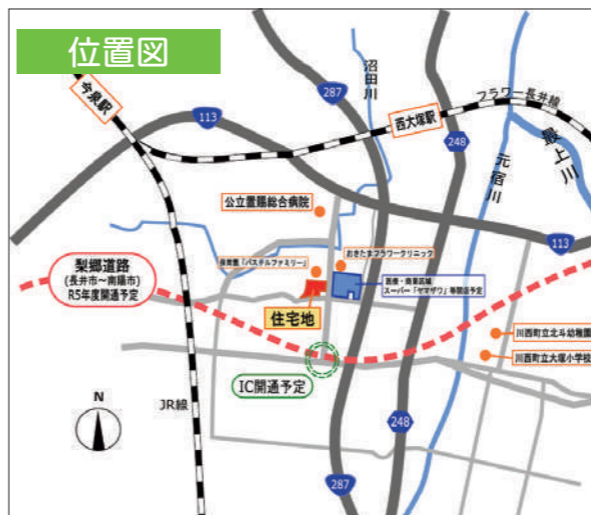 位置図
今泉駅
113
287
沼田川
西大塚駅
フラワー長井線
248
元宿川
最上川
公立置賜総合病院
113
おきたまフラワークリニック
保育園「パステルファミリー」
梨郷道路
(長井市～南陽市)
R5年度開通予定
医療・商業区域
スーパー「ヤマザワ」等開店予定
住宅地
川西町立北斗幼稚園
川西町立大塚小学校
IC開通予定
N
JR線
248
287